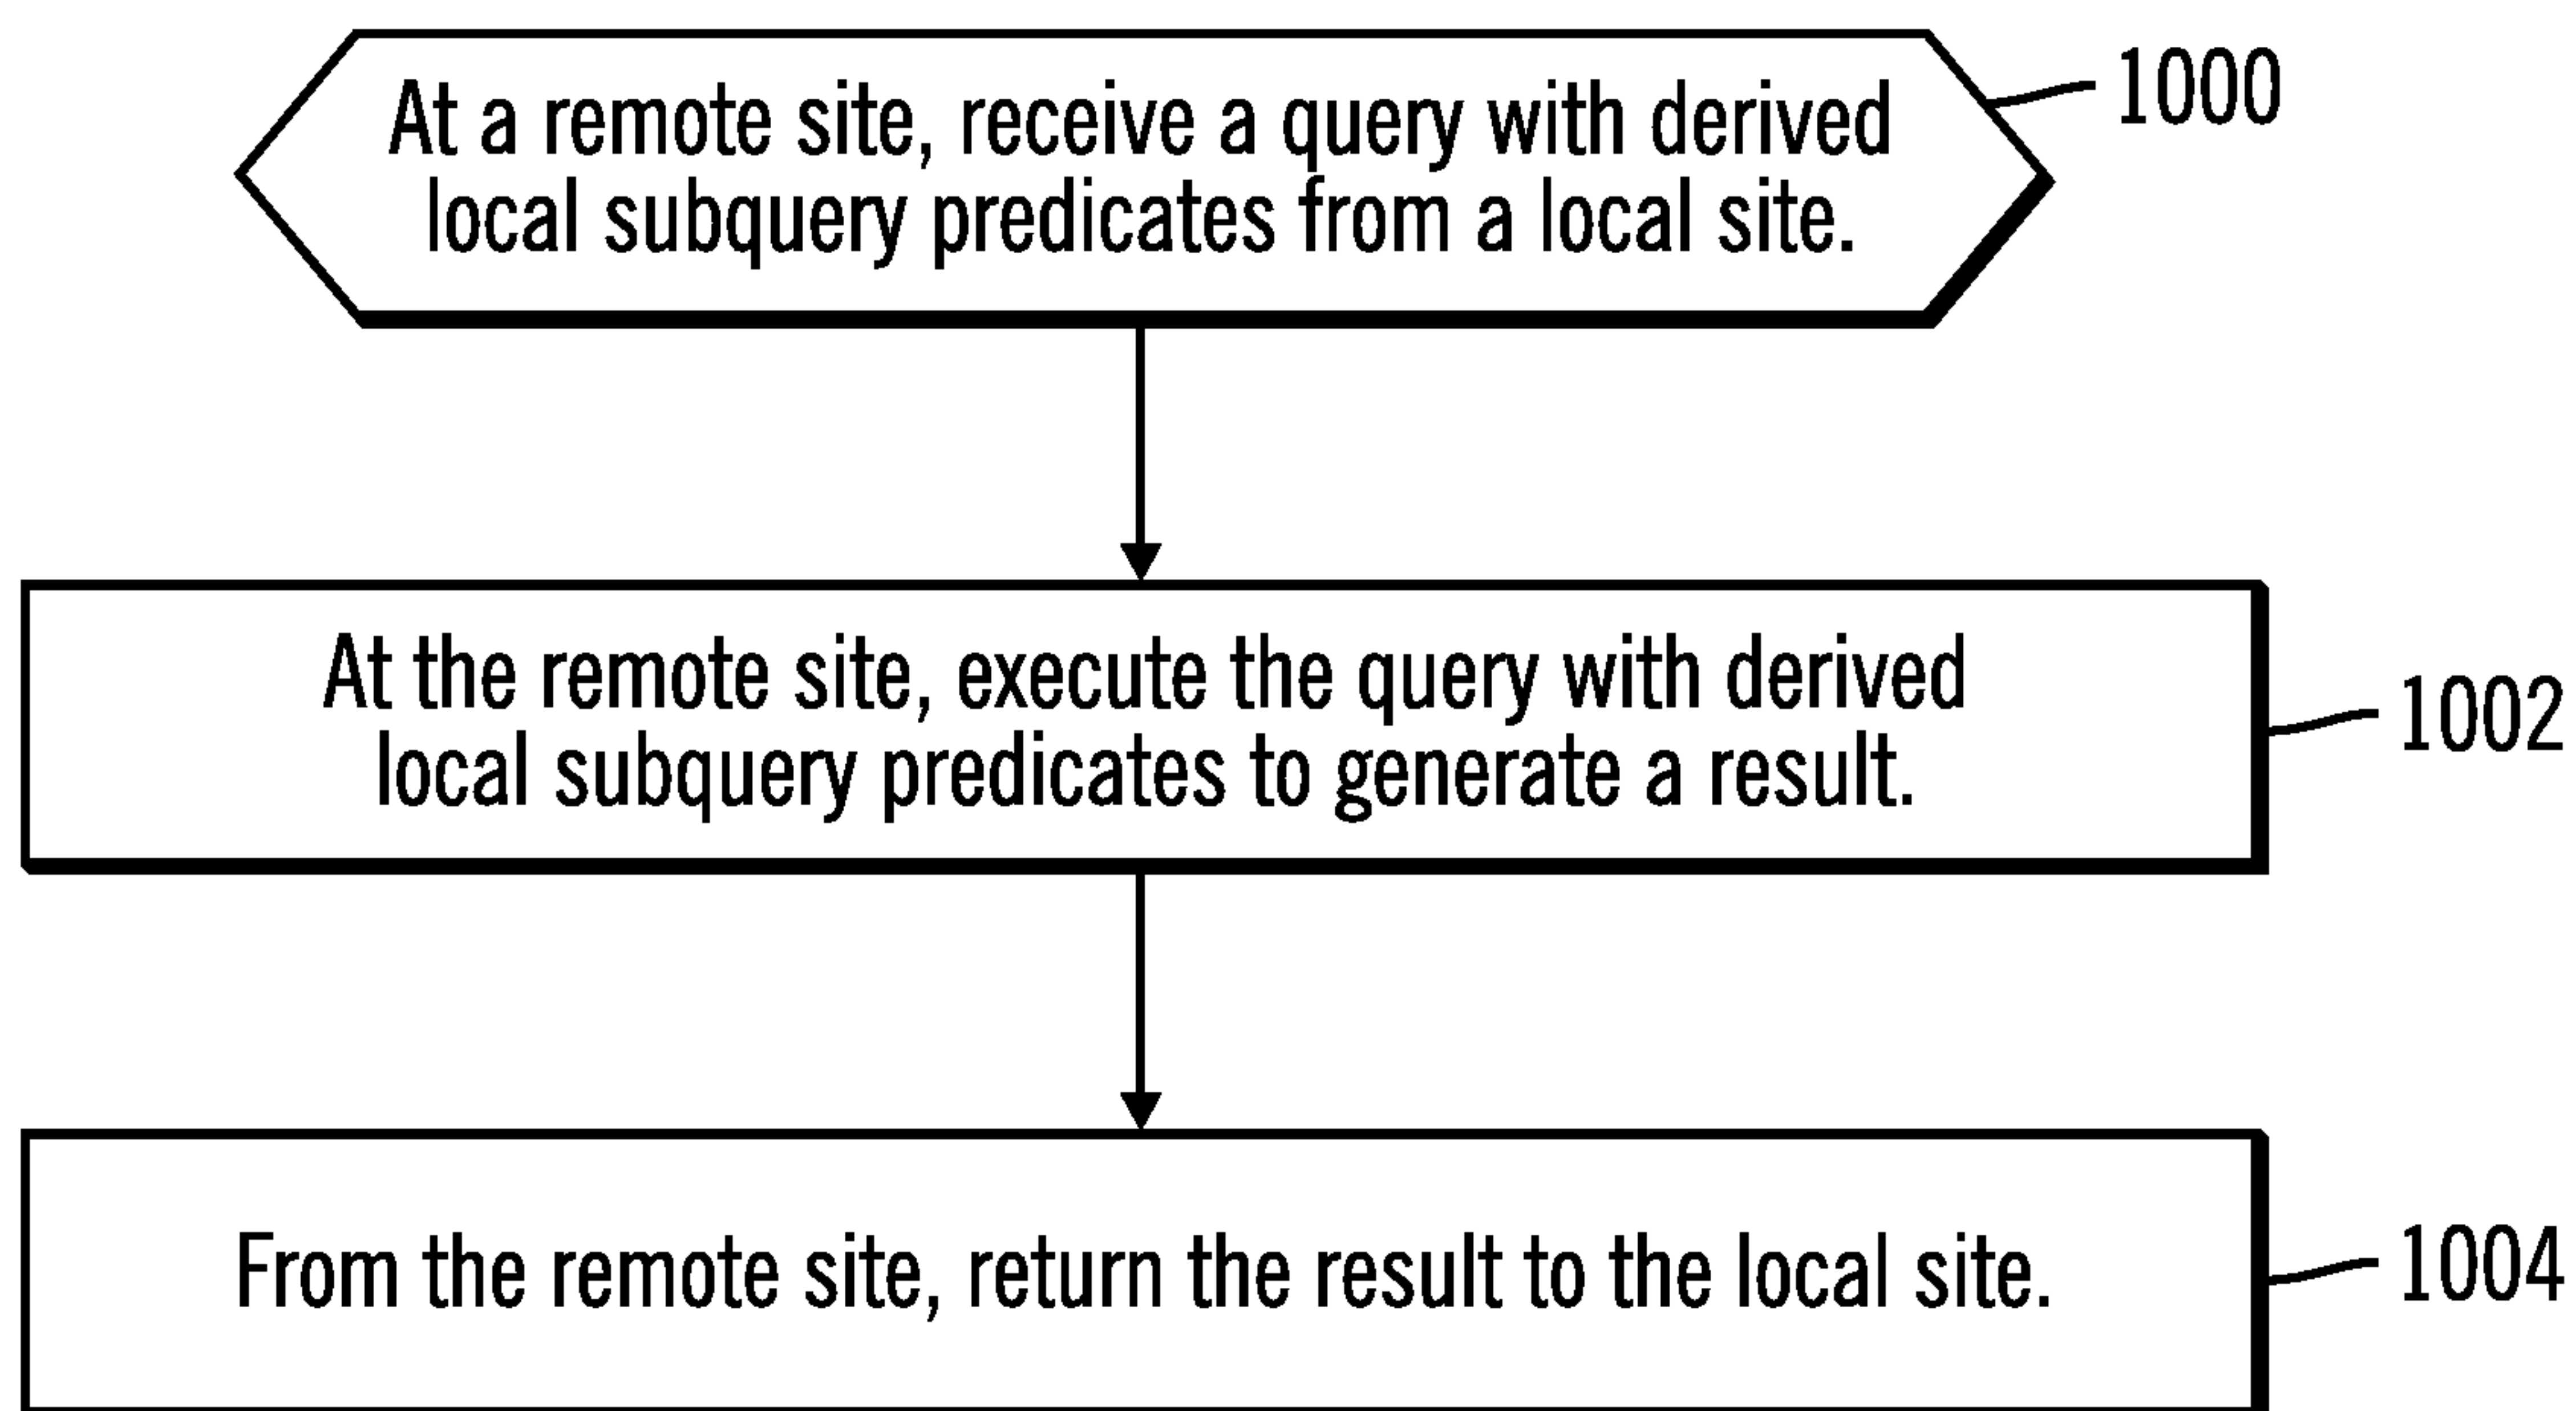 At a remote site, receive a query with derived
local subquery predicates from a local site.
1000
At the remote site, execute the query with derived
local subquery predicates to generate a result.
1002
From the remote site, return the result to the local site.
1004